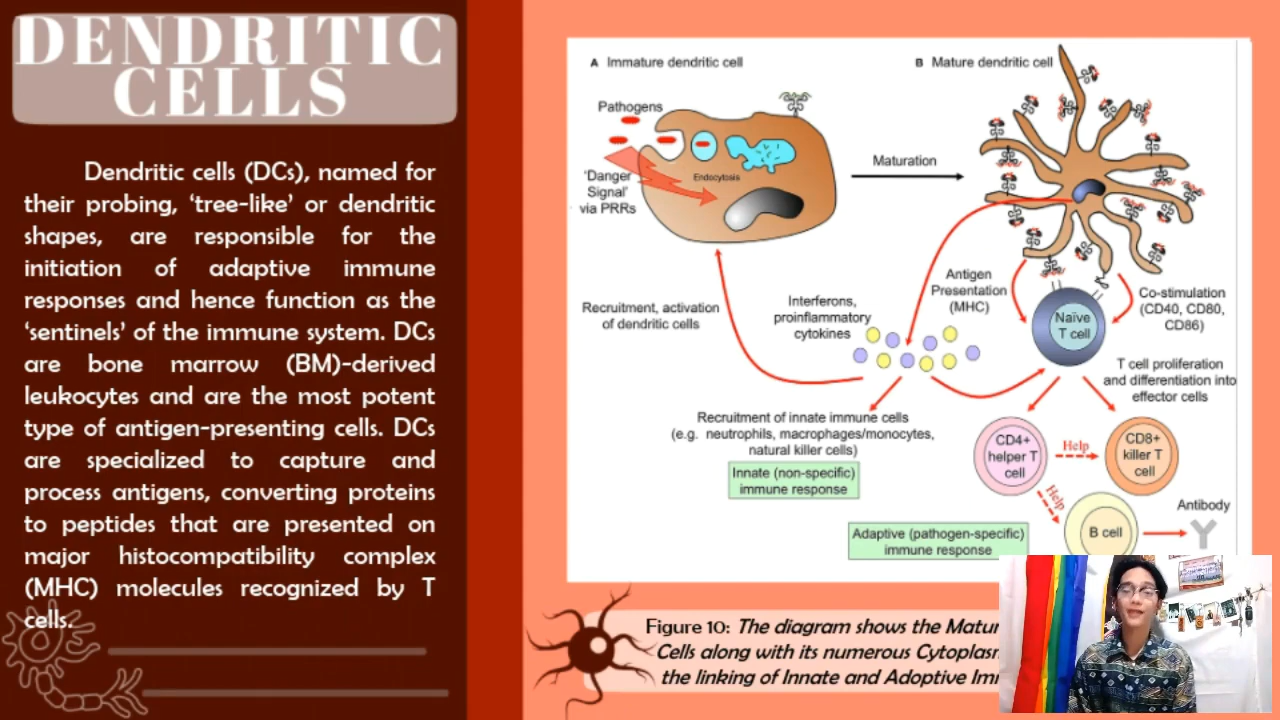 DENDRITIC
CELLS
Dendritic cells (DCs), named for
their probing, ‘tree-like’ or dendritic
shapes, are responsible for the
initiation of adaptive immune
responses and hence function as the
‘sentinels’ of the immune system. DCs
are bone marrow (BM)-derived
leukocytes and are the most potent
type of antigen-presenting cells. DCs
are specialized to capture and
process antigens, converting proteins
to peptides that are presented on
major histocompatibility complex
(MHC) molecules recognized by T
cells.
A Immature dendritic cell
B Mature dendritic cell
Pathogens
Endocytosis
‘Danger
Signal’
via PRRs
Maturation
Recruitment, activation
of dendritic cells
Interferons,
proinflammatory
cytokines
Antigen
Presentation
(MHC)
Naïve
T cell
Co-stimulation
(CD40, CD80,
CD86)
T cell proliferation
and differentiation into
effector cells
Recruitment of innate immune cells
(e.g. neutrophils, macrophages/monocytes,
natural killer cells)
Innate (non-specific)
immune response
CD4+
helper T
cell
Help
CD8+
killer T
cell
Help
B cell
Antibody
Adaptive (pathogen-specific)
immune response
Figure 10: The diagram shows the Matur
Cells along with its numerous Cytoplasm
the linking of Innate and Adoptive Im